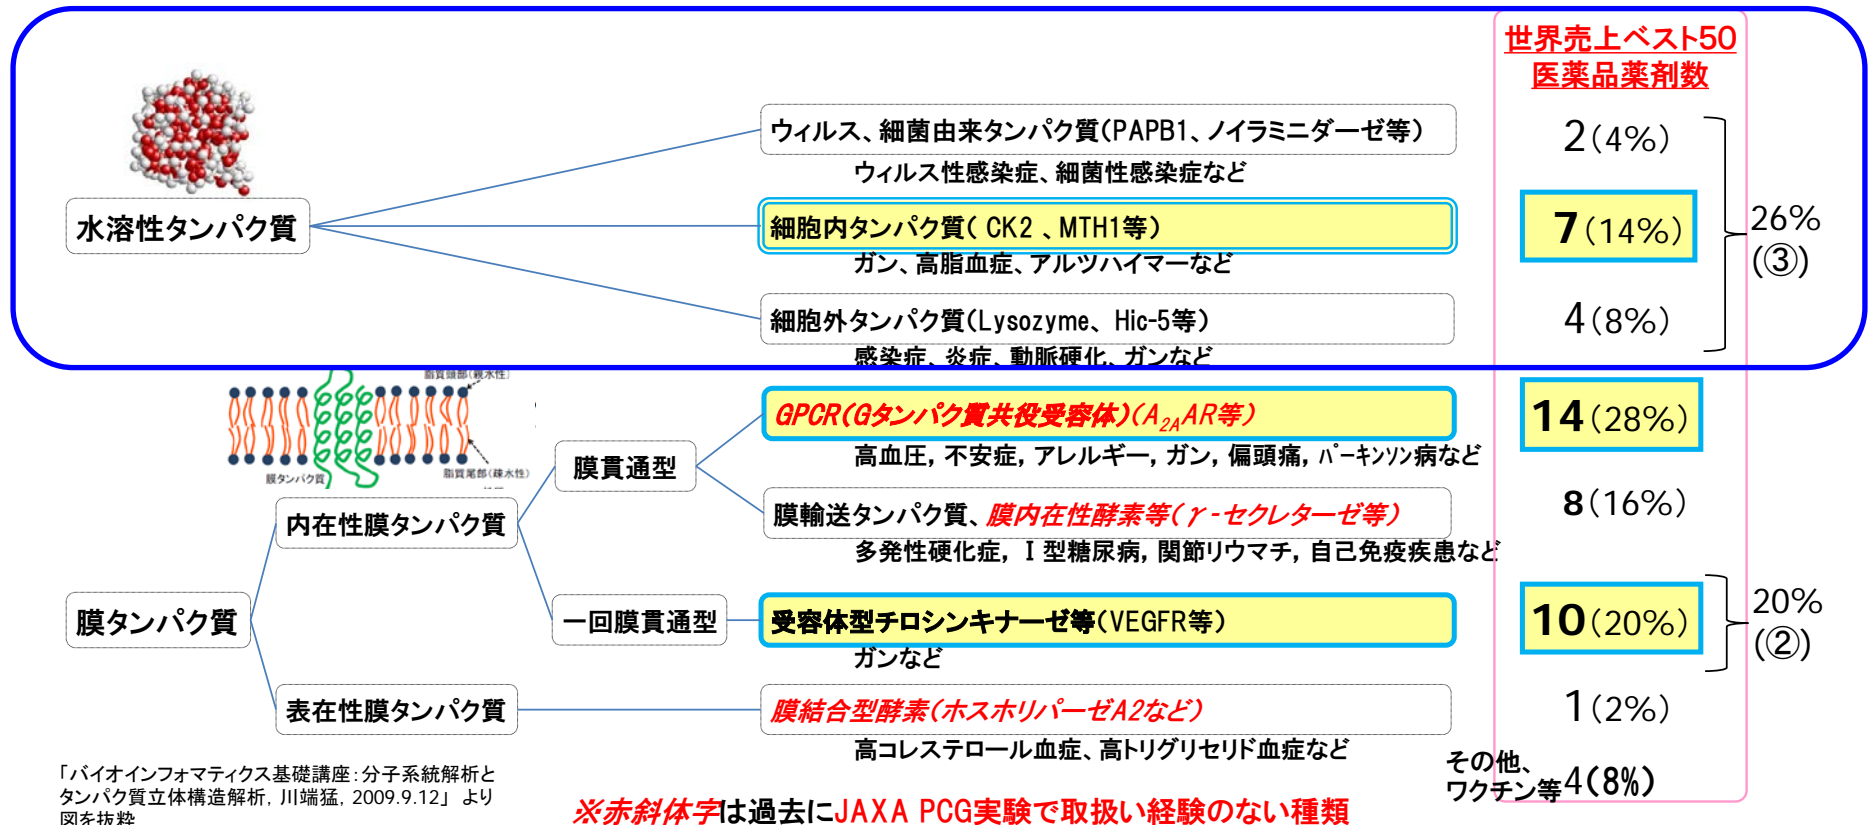 世界売上ベスト50
医薬品薬剤数
ウィルス、細菌由来タンパク質(PAPB1、ノイラミニダーゼ等)
2(4%)
ウィルス性感染症、細菌性感染症など
水溶性タンパク質
細胞内タンパク質( CK2 、MTH1等)
7(14%)
26%
(③)
ガン、高脂血症、アルツハイマーなど
細胞外タンパク質(Lysozyme、Hic-5等)
4(8%)
感染症、炎症、動脈硬化、ガンなど
脂質頭部(親水性)
膜タンパク質
脂質尾部(疎水性)
GPCR(Gタンパク質共役受容体)(A2AAR等)
14(28%)
高血圧, 不安症, アレルギー, ガン, 偏頭痛, パーキンソン病など
膜貫通型
内在性膜タンパク質
膜輸送タンパク質、膜内在性酵素等(γ-セクレターゼ等)
8(16%)
多発性硬化症, Ⅰ型糖尿病, 関節リウマチ, 自己免疫疾患など
膜タンパク質
一回膜貫通型
受容体型チロシンキナーゼ等(VEGFR等)
10(20%)
20%
(②)
ガンなど
表在性膜タンパク質
膜結合型酵素(ホスホリパーゼA2など)
1(2%)
高コレステロール血症、高トリグリセリド血症など
その他、
ワクチン等4(8%)
「バイオインフォマティクス基礎講座:分子系統解析と
タンパク質立体構造解析, 川端猛, 2009.9.12」 より
図を抜粋
※赤斜体字は過去にJAXA PCG実験で取扱い経験のない種類